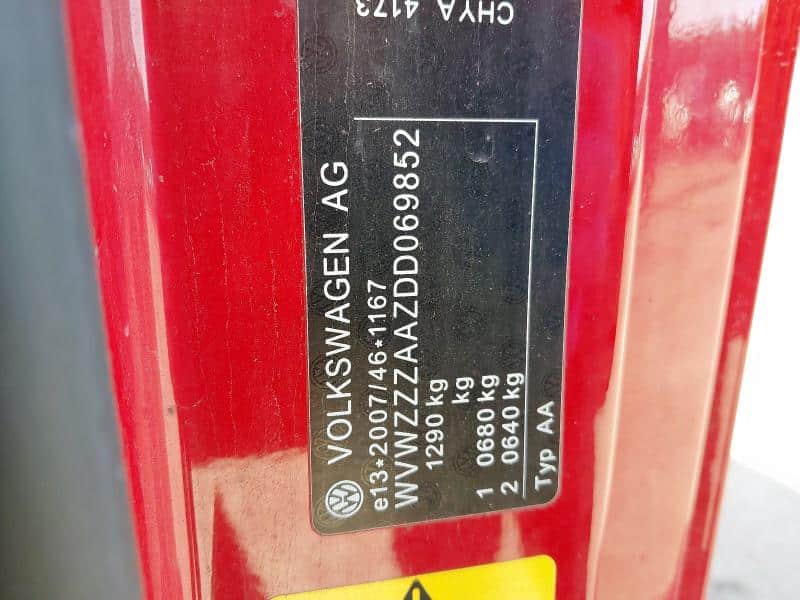 VOLKSWAGEN AG
e13*2007/46*1167
WVWZZZAAZDD069852
1290 kg
kg
1 0680 kg
2 0640 kg
Typ AA
CHYA 4173